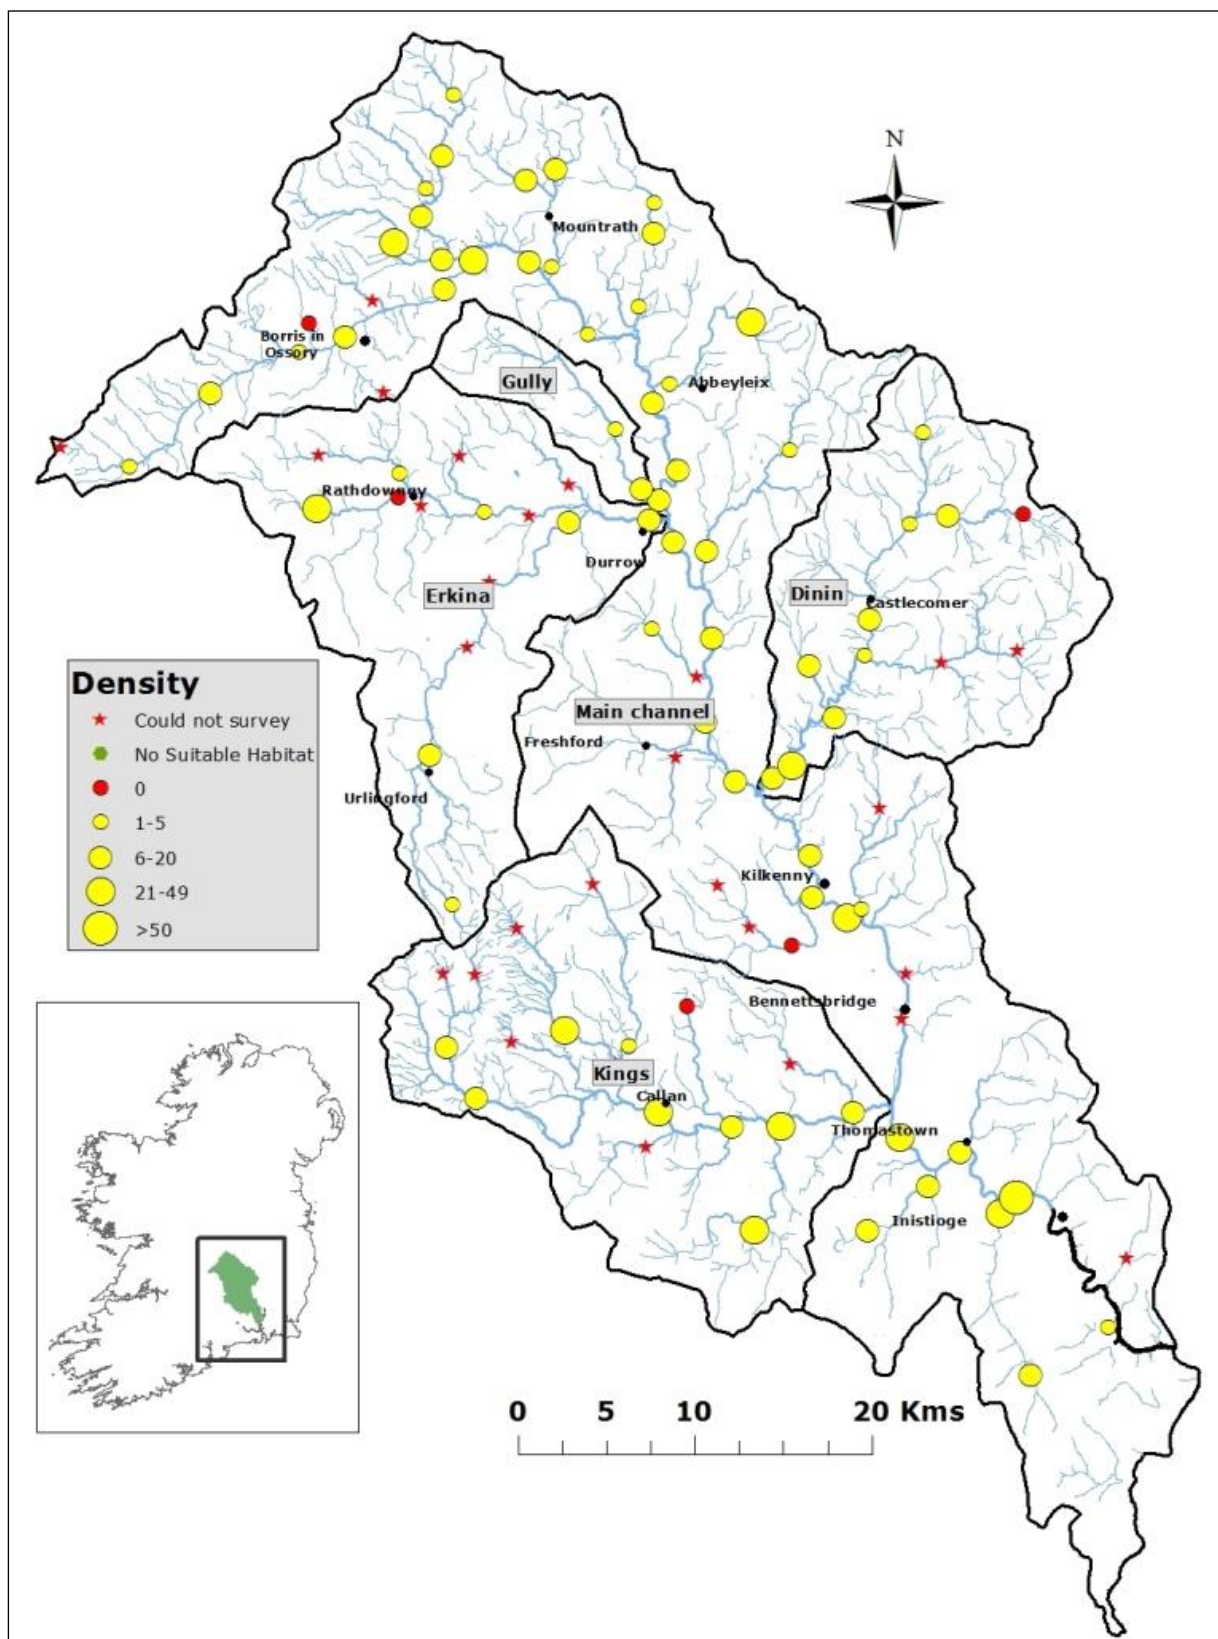 N
Mountrath
Borris in
Ossory
Gully
Abbeyleix
Rathdowney
Durrow
Erkina
Dinin
Castlecomer
Density
Could not survey
No Suitable Habitat
0
1-5
6-20
21-49
>50
Main channel
Freshford
Urlingford
Kilkenny
Bennettsbridge
Kings
Callan
Thomastown
Inistioge
0 5 10 20 Kms